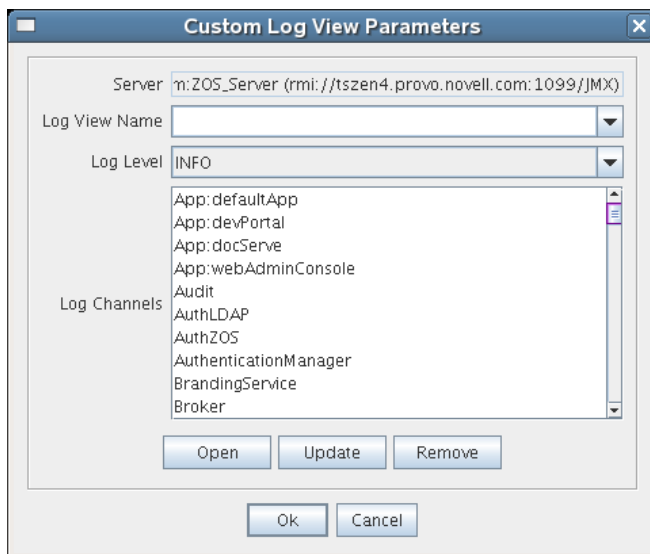 Custom Log View Parameters
Server m:ZOS_Server (rmi://tszen4.provo.novell.com:1099/JMX)
Log View Name
Log Level INFO
Log Channels
App:defaultApp
App:devPortal
App:docServe
App:webAdminConsole
Audit
AuthLDAP
AuthZOS
AuthenticationManager
BrandingService
Broker
Open Update Remove
Ok Cancel